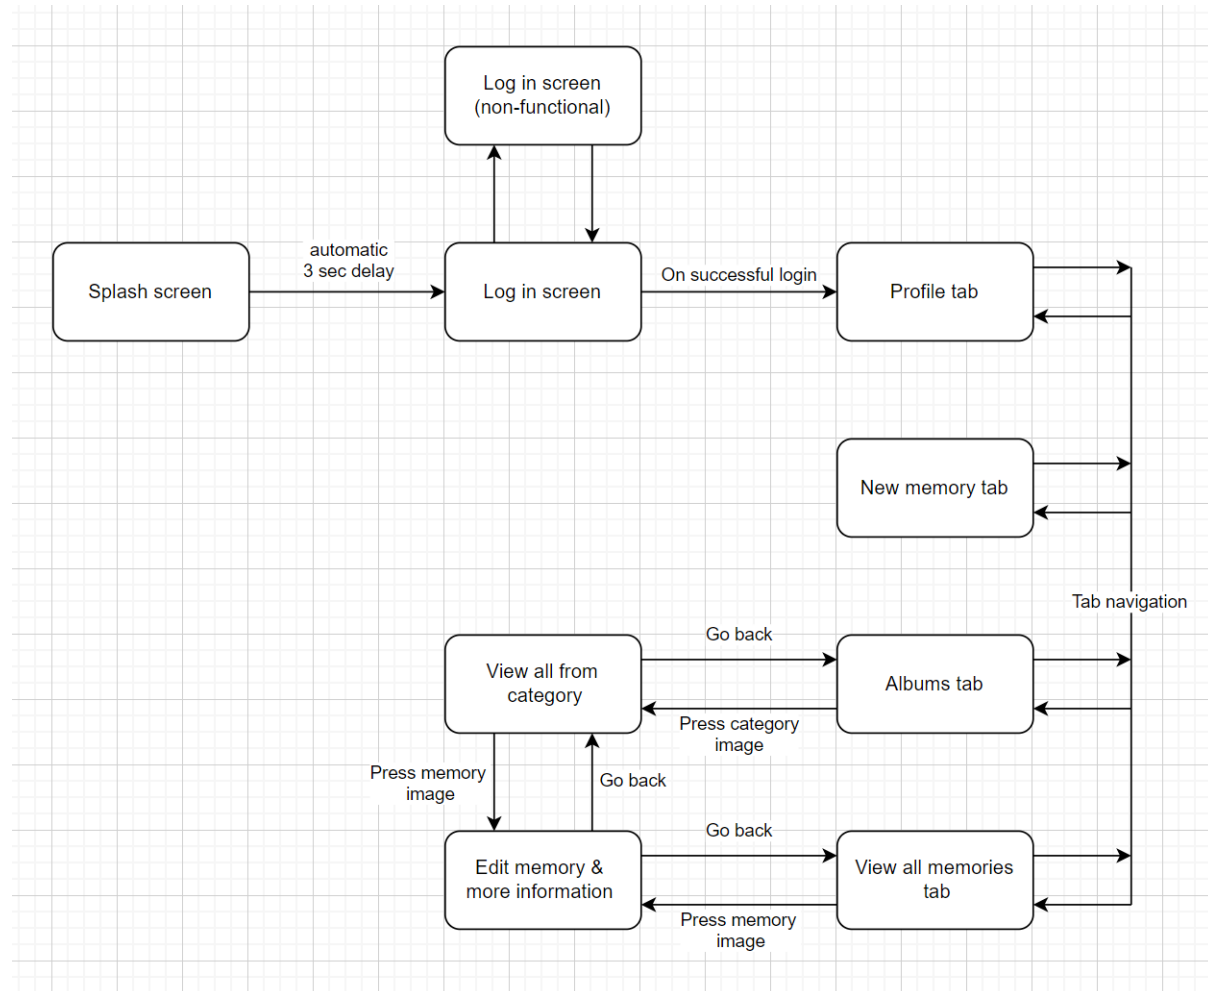 Log in screen
(non-functional)
automatic
3 sec delay
Splash screen
Log in screen
On successful login
Profile tab
New memory tab
Tab navigation
View all from
category
Go back
Albums tab
Press category
image
Press memory
image
Go back
Edit memory &
more information
Go back
View all memories
tab
Press memory
image